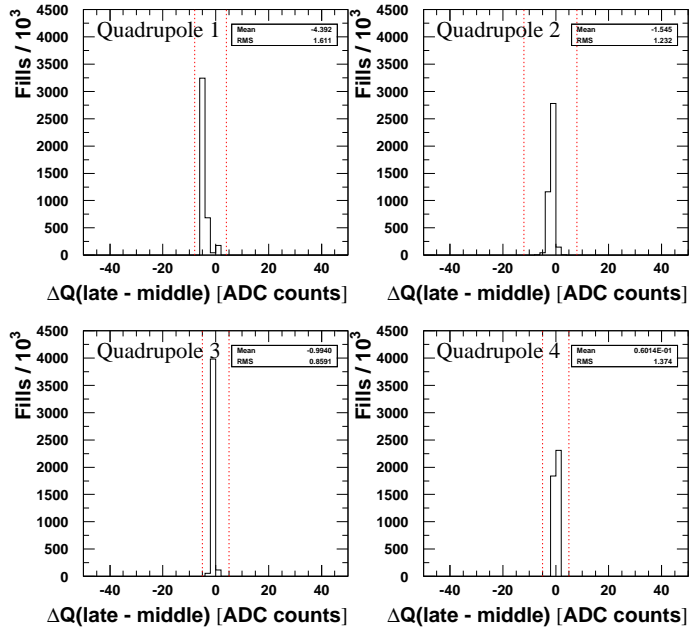 Quadrupole 1
Mean -4.392
RMS 1.611
Fills / 10³
4500
4000
3500
3000
2500
2000
1500
1000
500
0
-40 -20 0 20 40
ΔQ(late - middle) [ADC counts]
Quadrupole 2
Mean -1.545
RMS 1.232
Fills / 10³
4500
4000
3500
3000
2500
2000
1500
1000
500
0
-40 -20 0 20 40
ΔQ(late - middle) [ADC counts]
Quadrupole 3
Mean -0.9940
RMS 0.8591
Fills / 10³
4500
4000
3500
3000
2500
2000
1500
1000
500
0
-40 -20 0 20 40
ΔQ(late - middle) [ADC counts]
Quadrupole 4
Mean 0.6014E-01
RMS 1.374
Fills / 10³
4500
4000
3500
3000
2500
2000
1500
1000
500
0
-40 -20 0 20 40
ΔQ(late - middle) [ADC counts]